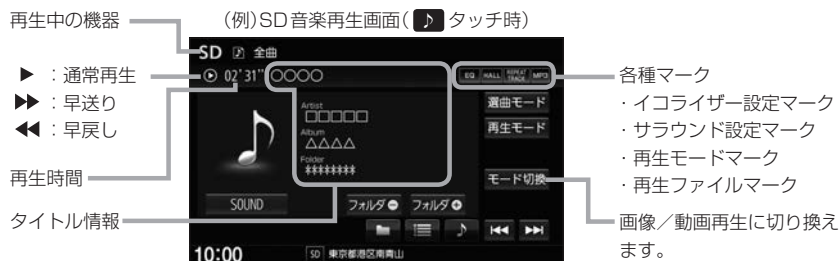 再生中の機器
(例)SD音楽再生画面( ♪ タッチ時)
▶ ：通常再生
▶▶ ：早送り
◀◀ ：早戻し
再生時間
タイトル情報
SD ♪ 全曲
02'31" ○○○○
EQ HALL REPEAT TRACK MP3
Artist
□□□□□
Album
△△△△
Folder
********
選曲モード
再生モード
モード切換
SOUND
フォルダ⊖ フォルダ⊕
10:00 SD 東京都港区南青山
各種マーク
・イコライザー設定マーク
・サラウンド設定マーク
・再生モードマーク
・再生ファイルマーク
画像／動画再生に切り換え
ます。